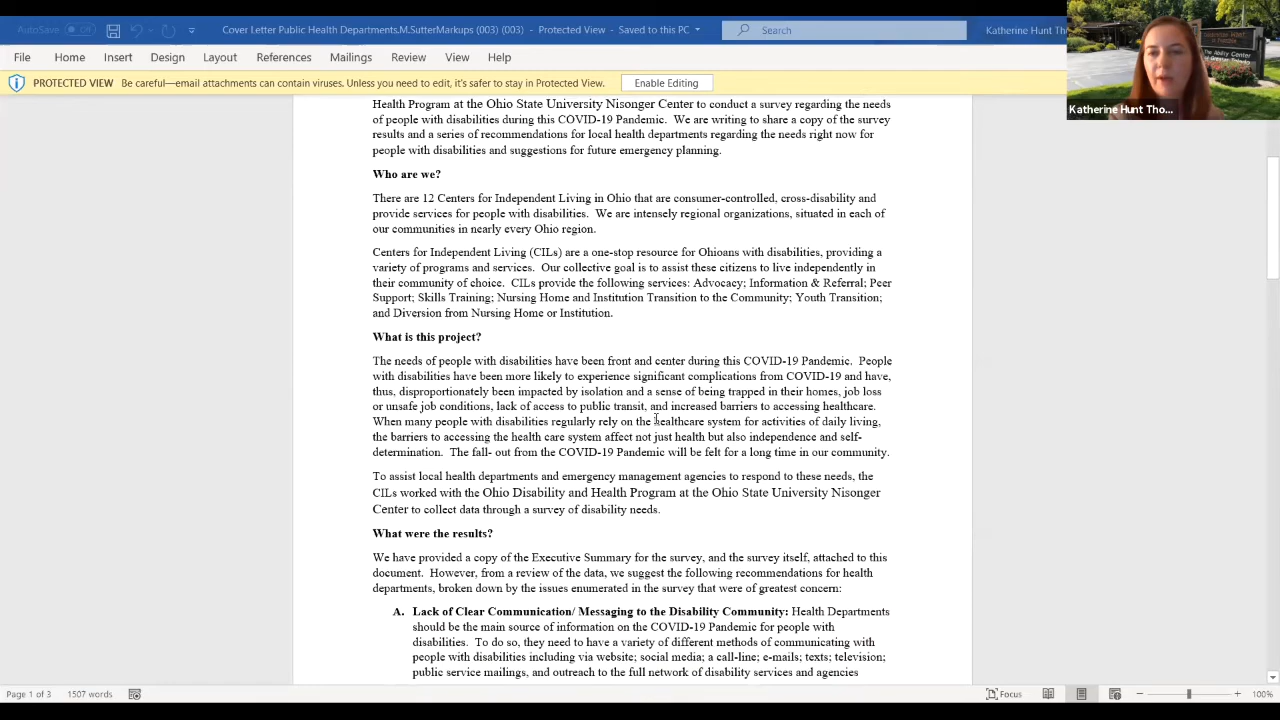 AutoSave Off
Cover Letter Public Health Departments.M.SutterMarkups (003) (003) - Protected View - Saved to this PC
Search
Katherine Hunt Th
File Home Insert Draw Design Layout References Mailings Review View Help
PROTECTED VIEW Be careful—email attachments can contain viruses. Unless you need to edit, it's safer to stay in Protected View. Enable Editing
The Ability Center
Katherine Hunt Tho...
Health Program at the Ohio State University Nisonger Center to conduct a survey regarding the needs
of people with disabilities during this COVID-19 Pandemic. We are writing to share a copy of the survey
results and a series of recommendations for local health departments regarding the needs right now for
people with disabilities and suggestions for future emergency planning.
Who are we?
There are 12 Centers for Independent Living in Ohio that are consumer-controlled, cross-disability and
provide services for people with disabilities. We are intensely regional organizations, situated in each of
our communities in nearly every Ohio region.
Centers for Independent Living (CILs) are a one-stop resource for Ohioans with disabilities, providing a
variety of programs and services. Our collective goal is to assist these citizens to live independently in
their community of choice. CILs provide the following services: Advocacy; Information & Referral; Peer
Support; Skills Training; Nursing Home and Institution Transition to the Community; Youth Transition;
and Diversion from Nursing Home or Institution.
What is this project?
The needs of people with disabilities have been front and center during this COVID-19 Pandemic. People
with disabilities have been more likely to experience significant complications from COVID-19 and have,
thus, disproportionately been impacted by isolation and a sense of being trapped in their homes, job loss
or unsafe job conditions, lack of access to public transit, and increased barriers to accessing healthcare.
When many people with disabilities regularly rely on the healthcare system for activities of daily living,
the barriers to accessing the health care system affect not just health but also independence and self-
determination. The fall- out from the COVID-19 Pandemic will be felt for a long time in our community.
To assist local health departments and emergency management agencies to respond to these needs, the
CILs worked with the Ohio Disability and Health Program at the Ohio State University Nisonger
Center to collect data through a survey of disability needs.
What were the results?
We have provided a copy of the Executive Summary for the survey, and the survey itself, attached to this
document. However, from a review of the data, we suggest the following recommendations for health
departments, broken down by the issues enumerated in the survey that were of greatest concern:
A. Lack of Clear Communication/ Messaging to the Disability Community: Health Departments
should be the main source of information on the COVID-19 Pandemic for people with
disabilities. To do so, they need to have a variety of different methods of communicating with
people with disabilities including via website; social media; a call-line; e-mails; texts; television;
public service mailings, and outreach to the full network of disability services and agencies
Page 1 of 3 1507 words Focus 100%